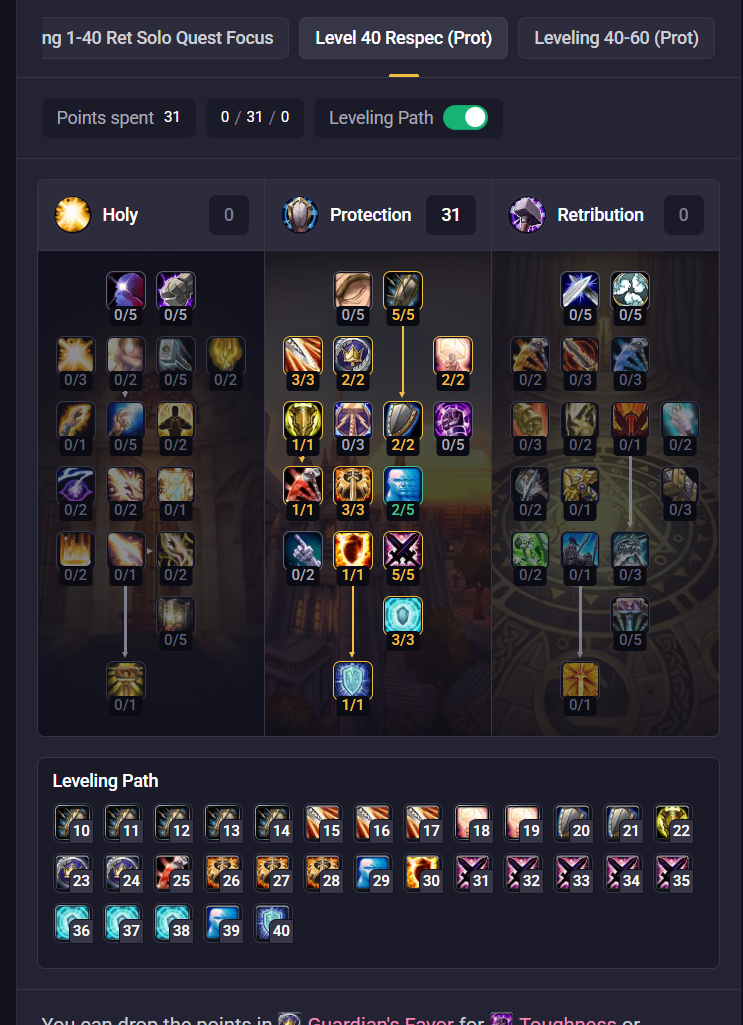 ng 1-40 Ret Solo Quest Focus Level 40 Respec (Prot) Leveling 40-60 (Prot)
Points spent 31 0 / 31 / 0 Leveling Path
Holy 0 Protection 31 Retribution 0
0/5 0/5 0/5 5/5 0/5 0/5
0/3 0/2 0/5 0/2 3/3 2/2 2/2 0/2 0/3 0/3
0/1 0/5 0/2 1/1 0/3 2/2 0/5 0/3 0/2 0/1 0/2
0/2 0/2 0/1 1/1 3/3 2/5 0/2 0/1 0/3
0/2 0/1 0/2 0/2 1/1 5/5 0/2 0/1 0/3
0/5 3/3 0/5
0/1 1/1 0/1
Leveling Path
10 11 12 13 14 15 16 17 18 19 20 21 22
23 24 25 26 27 28 29 30 31 32 33 34 35
36 37 38 39 40
You can drop the points in Guardian's Favor for Toughness or